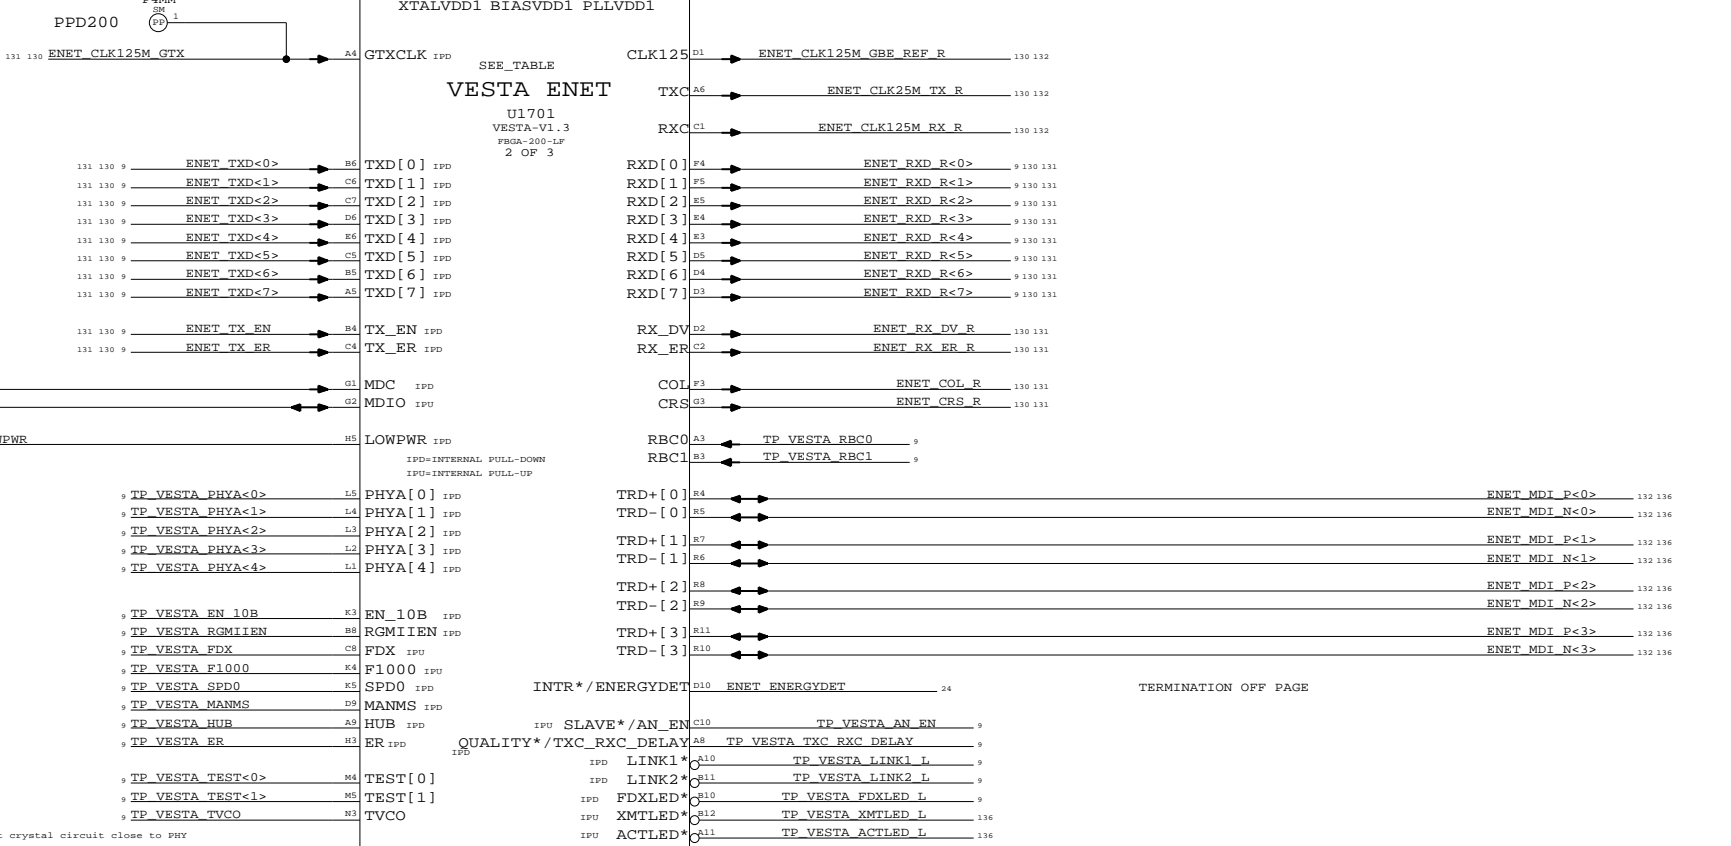 P4MM
SM
PPD200 PP 1
XTALVDD1 BIASVDD1 PLLVDD1
131 130 ENET_CLK125M_GTX A4 GTXCLK IPD CLK125 D1 ENET_CLK125M_GBE_REF_R 130 132
SEE_TABLE
VESTA ENET TXC A6 ENET_CLK25M_TX_R 130 132
U1701
VESTA-V1.3 RXC C1 ENET_CLK125M_RX_R 130 132
FBGA-200-LF
2 OF 3
131 130 9 ENET_TXD<0> B6 TXD[0] IPD RXD[0] F4 ENET_RXD_R<0> 9 130 131
131 130 9 ENET_TXD<1> C6 TXD[1] IPD RXD[1] F5 ENET_RXD_R<1> 9 130 131
131 130 9 ENET_TXD<2> C7 TXD[2] IPD RXD[2] E5 ENET_RXD_R<2> 9 130 131
131 130 9 ENET_TXD<3> D6 TXD[3] IPD RXD[3] E4 ENET_RXD_R<3> 9 130 131
131 130 9 ENET_TXD<4> E6 TXD[4] IPD RXD[4] E3 ENET_RXD_R<4> 9 130 131
131 130 9 ENET_TXD<5> C5 TXD[5] IPD RXD[5] D5 ENET_RXD_R<5> 9 130 131
131 130 9 ENET_TXD<6> B5 TXD[6] IPD RXD[6] D4 ENET_RXD_R<6> 9 130 131
131 130 9 ENET_TXD<7> A5 TXD[7] IPD RXD[7] D3 ENET_RXD_R<7> 9 130 131
131 130 9 ENET_TX_EN B4 TX_EN IPD RX_DV D2 ENET_RX_DV_R 130 131
131 130 9 ENET_TX_ER C4 TX_ER IPD RX_ER C2 ENET_RX_ER_R 130 131
G1 MDC IPD COL F3 ENET_COL_R 130 131
G2 MDIO IPU CRS G3 ENET_CRS_R 130 131
PWR H5 LOWPWR IPD RBC0 A3 TP_VESTA_RBC0 9
IPD=INTERNAL PULL-DOWN RBC1 B3 TP_VESTA_RBC1 9
IPU=INTERNAL PULL-UP
9 TP_VESTA_PHYA<0> L5 PHYA[0] IPD TRD+[0] R4 ENET_MDI_P<0> 132 136
9 TP_VESTA_PHYA<1> L4 PHYA[1] IPD TRD-[0] R5 ENET_MDI_N<0> 132 136
9 TP_VESTA_PHYA<2> L3 PHYA[2] IPD TRD+[1] R7 ENET_MDI_P<1> 132 136
9 TP_VESTA_PHYA<3> L2 PHYA[3] IPD TRD-[1] R6 ENET_MDI_N<1> 132 136
9 TP_VESTA_PHYA<4> L1 PHYA[4] IPD
TRD+[2] R8 ENET_MDI_P<2> 132 136
TRD-[2] R9 ENET_MDI_N<2> 132 136
9 TP_VESTA_EN_10B K3 EN_10B IPD
9 TP_VESTA_RGMIIEN B8 RGMIIEN IPD TRD+[3] R11 ENET_MDI_P<3> 132 136
9 TP_VESTA_FDX C8 FDX IPU TRD-[3] R10 ENET_MDI_N<3> 132 136
9 TP_VESTA_F1000 K4 F1000 IPU
9 TP_VESTA_SPD0 K5 SPD0 IPD INTR*/ENERGYDET D10 ENET_ENERGYDET 24 TERMINATION OFF PAGE
9 TP_VESTA_MANMS D9 MANMS IPD
9 TP_VESTA_HUB A9 HUB IPD IPU SLAVE*/AN_EN C10 TP_VESTA_AN_EN 9
9 TP_VESTA_ER H3 ER IPD QUALITY*/TXC_RXC_DELAY A8 TP_VESTA_TXC_RXC_DELAY 9
IPD
IPD LINK1* A10 TP_VESTA_LINK1_L 9
9 TP_VESTA_TEST<0> M4 TEST[0] IPD LINK2* B11 TP_VESTA_LINK2_L 9
9 TP_VESTA_TEST<1> M5 TEST[1] IPD FDXLED* B10 TP_VESTA_FDXLED_L 9
9 TP_VESTA_TVCO N3 TVCO IPU XMTLED* B12 TP_VESTA_XMTLED_L 136
t crystal circuit close to PHY IPU ACTLED* A11 TP_VESTA_ACTLED_L 136